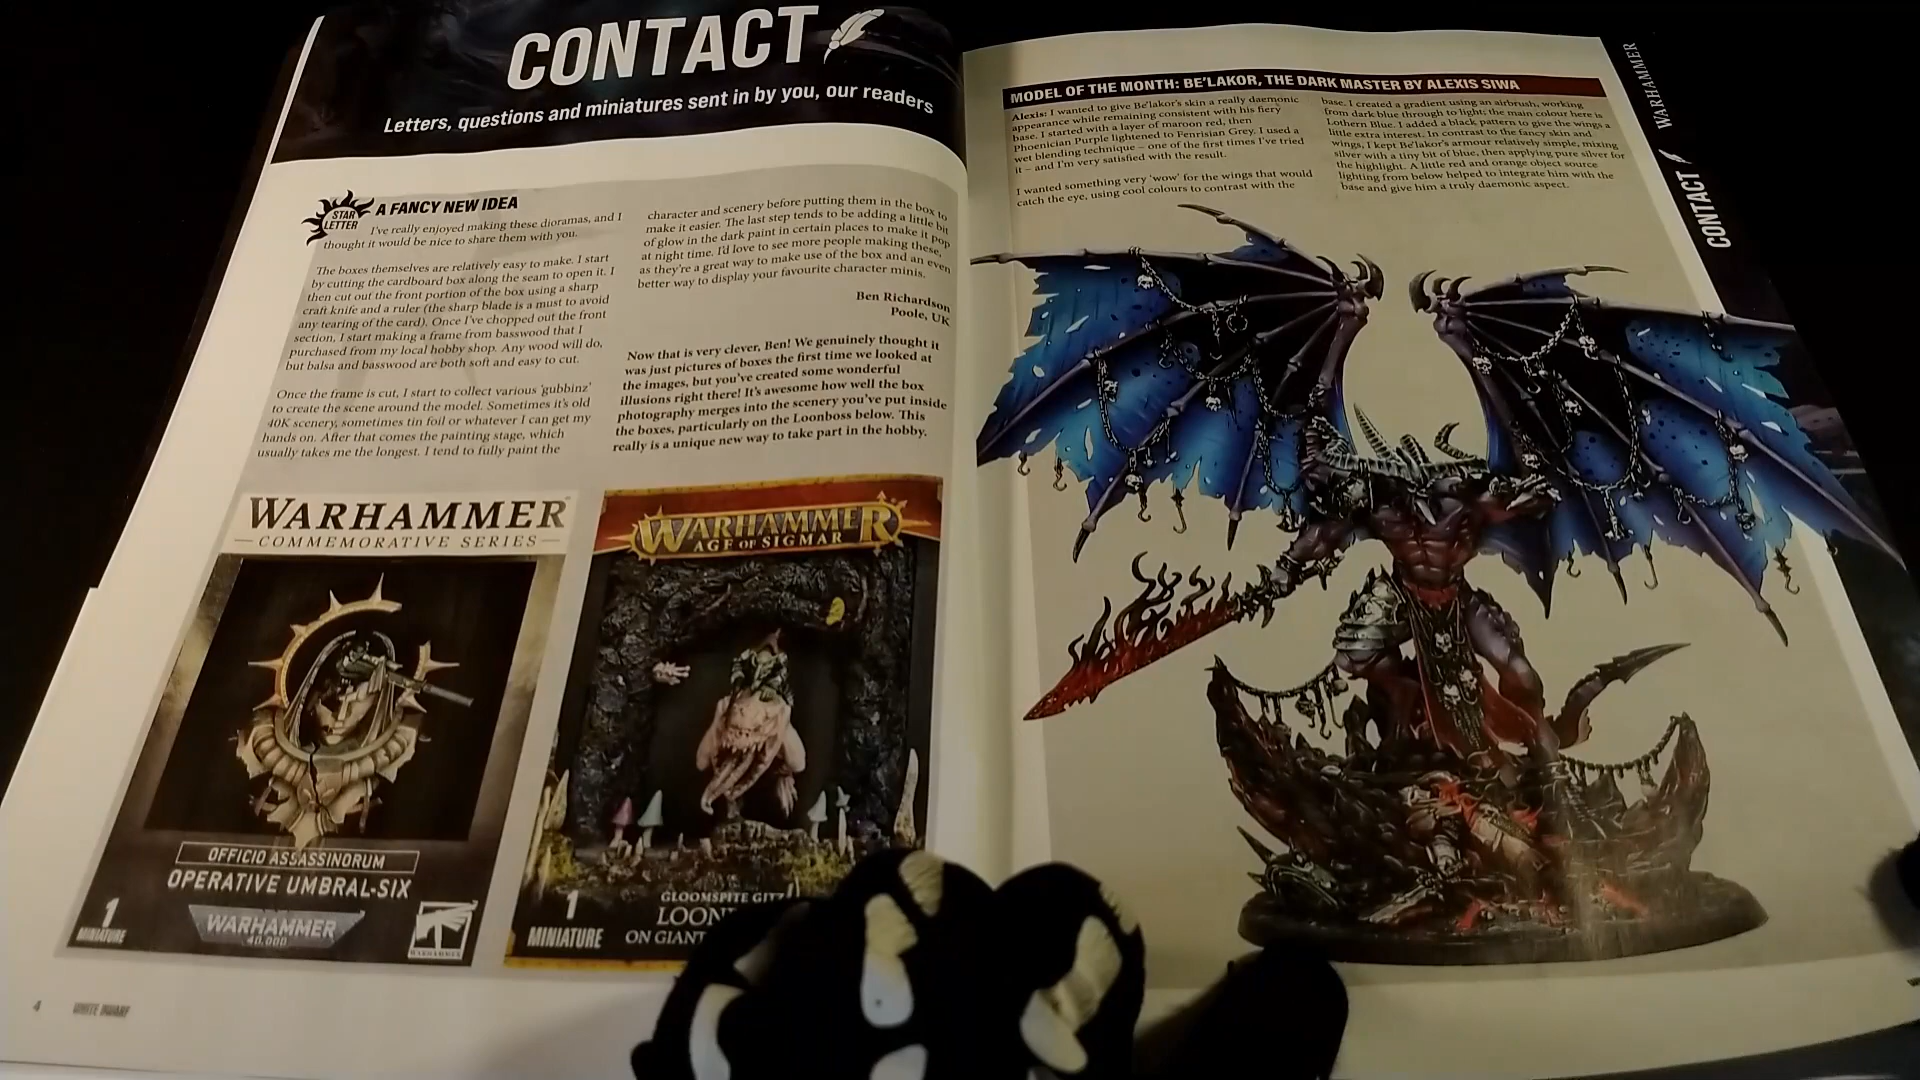 CONTACT
Letters, questions and miniatures sent in by you, our readers
STAR
LETTER
A FANCY NEW IDEA
I've really enjoyed making these dioramas, and I
thought it would be nice to share them with you.
The boxes themselves are relatively easy to make. I start
by cutting the cardboard box along the seam to open it. I
then cut out the front portion of the box using a sharp
craft knife and a ruler (the sharp blade is a must to avoid
any tearing of the card). Once I've chopped out the front
section, I start making a frame from basswood that I
purchased from my local hobby shop. Any wood will do,
but balsa and basswood are both soft and easy to cut.
Once the frame is cut, I start to collect various 'gubbinz'
to create the scene around the model. Sometimes it's old
40K scenery, sometimes tin foil or whatever I can get my
hands on. After that comes the painting stage, which
usually takes me the longest. I tend to fully paint the
character and scenery before putting them in the box to
make it easier. The last step tends to be adding a little bit
of glow in the dark paint in certain places to make it pop
at night time. I'd love to see more people making these,
as they're a great way to make use of the box and an even
better way to display your favourite character minis.
Ben Richardson
Poole, UK
Now that is very clever, Ben! We genuinely thought it
was just pictures of boxes the first time we looked at
the images, but you've created some wonderful
illusions right there! It's awesome how well the box
photography merges into the scenery you've put inside
the boxes, particularly on the Loonboss below. This
really is a unique new way to take part in the hobby.
WARHAMMER
COMMEMORATIVE SERIES
OFFICIO ASSASSINORUM
OPERATIVE UMBRAL-SIX
1
MINIATURE
WARHAMMER
40,000
WARHAMMER
WARHAMMER
AGE OF SIGMAR
1
MINIATURE
GLOOMSPITE GITZ
LOON
ON GIANT
4
WHITE DWARF
MODEL OF THE MONTH: BE'LAKOR, THE DARK MASTER BY ALEXIS SIWA
Alexis: I wanted to give Be'lakor's skin a really daemonic
appearance while remaining consistent with his fiery
base. I started with a layer of maroon red, then
Phoenician Purple lightened to Fenrisian Grey. I used a
wet blending technique – one of the first times I've tried
it – and I'm very satisfied with the result.
I wanted something very 'wow' for the wings that would
catch the eye, using cool colours to contrast with the
base. I created a gradient using an airbrush, working
from dark blue through to light; the main colour here is
Lothern Blue. I added a black pattern to give the wings a
little extra interest. In contrast to the fancy skin and
wings, I kept Be'lakor's armour relatively simple, mixing
silver with a tiny bit of blue, then applying pure silver for
the highlight. A little red and orange object source
lighting from below helped to integrate him with the
base and give him a truly daemonic aspect.
WARHAMMER
CONTACT